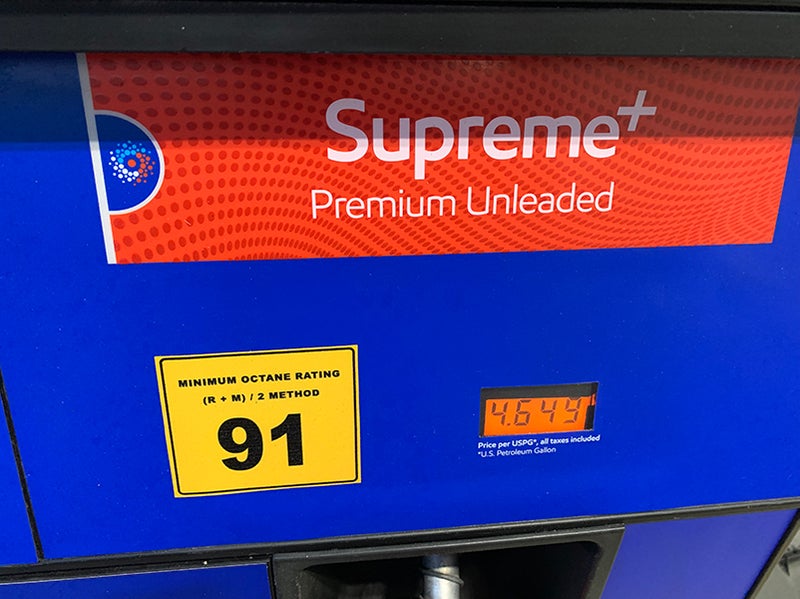 Supreme+
Premium Unleaded
MINIMUM OCTANE RATING
(R + M) / 2 METHOD
91
4.649
Price per USPG*, all taxes included
*U.S. Petroleum Gallon